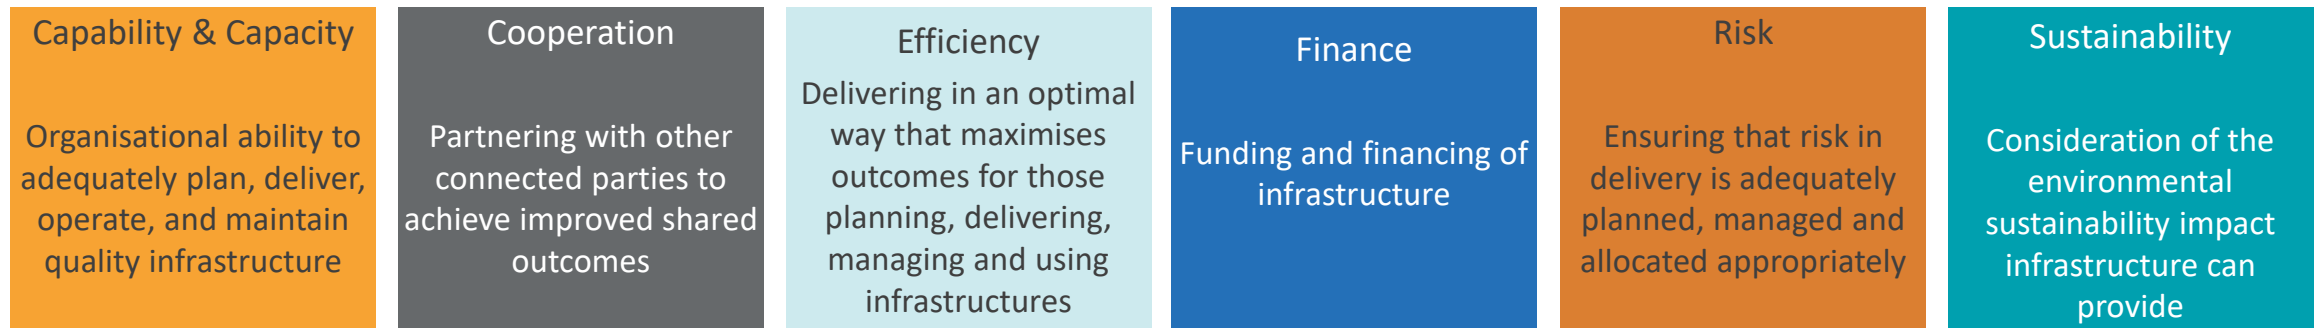 Capability & Capacity
Organisational ability to
adequately plan, deliver,
operate, and maintain
quality infrastructure
Cooperation
Partnering with other
connected parties to
achieve improved shared
outcomes
Efficiency
Delivering in an optimal
way that maximises
outcomes for those
planning, delivering,
managing and using
infrastructures
Finance
Funding and financing of
infrastructure
Risk
Ensuring that risk in
delivery is adequately
planned, managed and
allocated appropriately
Sustainability
Consideration of the
environmental
sustainability impact
infrastructure can
provide